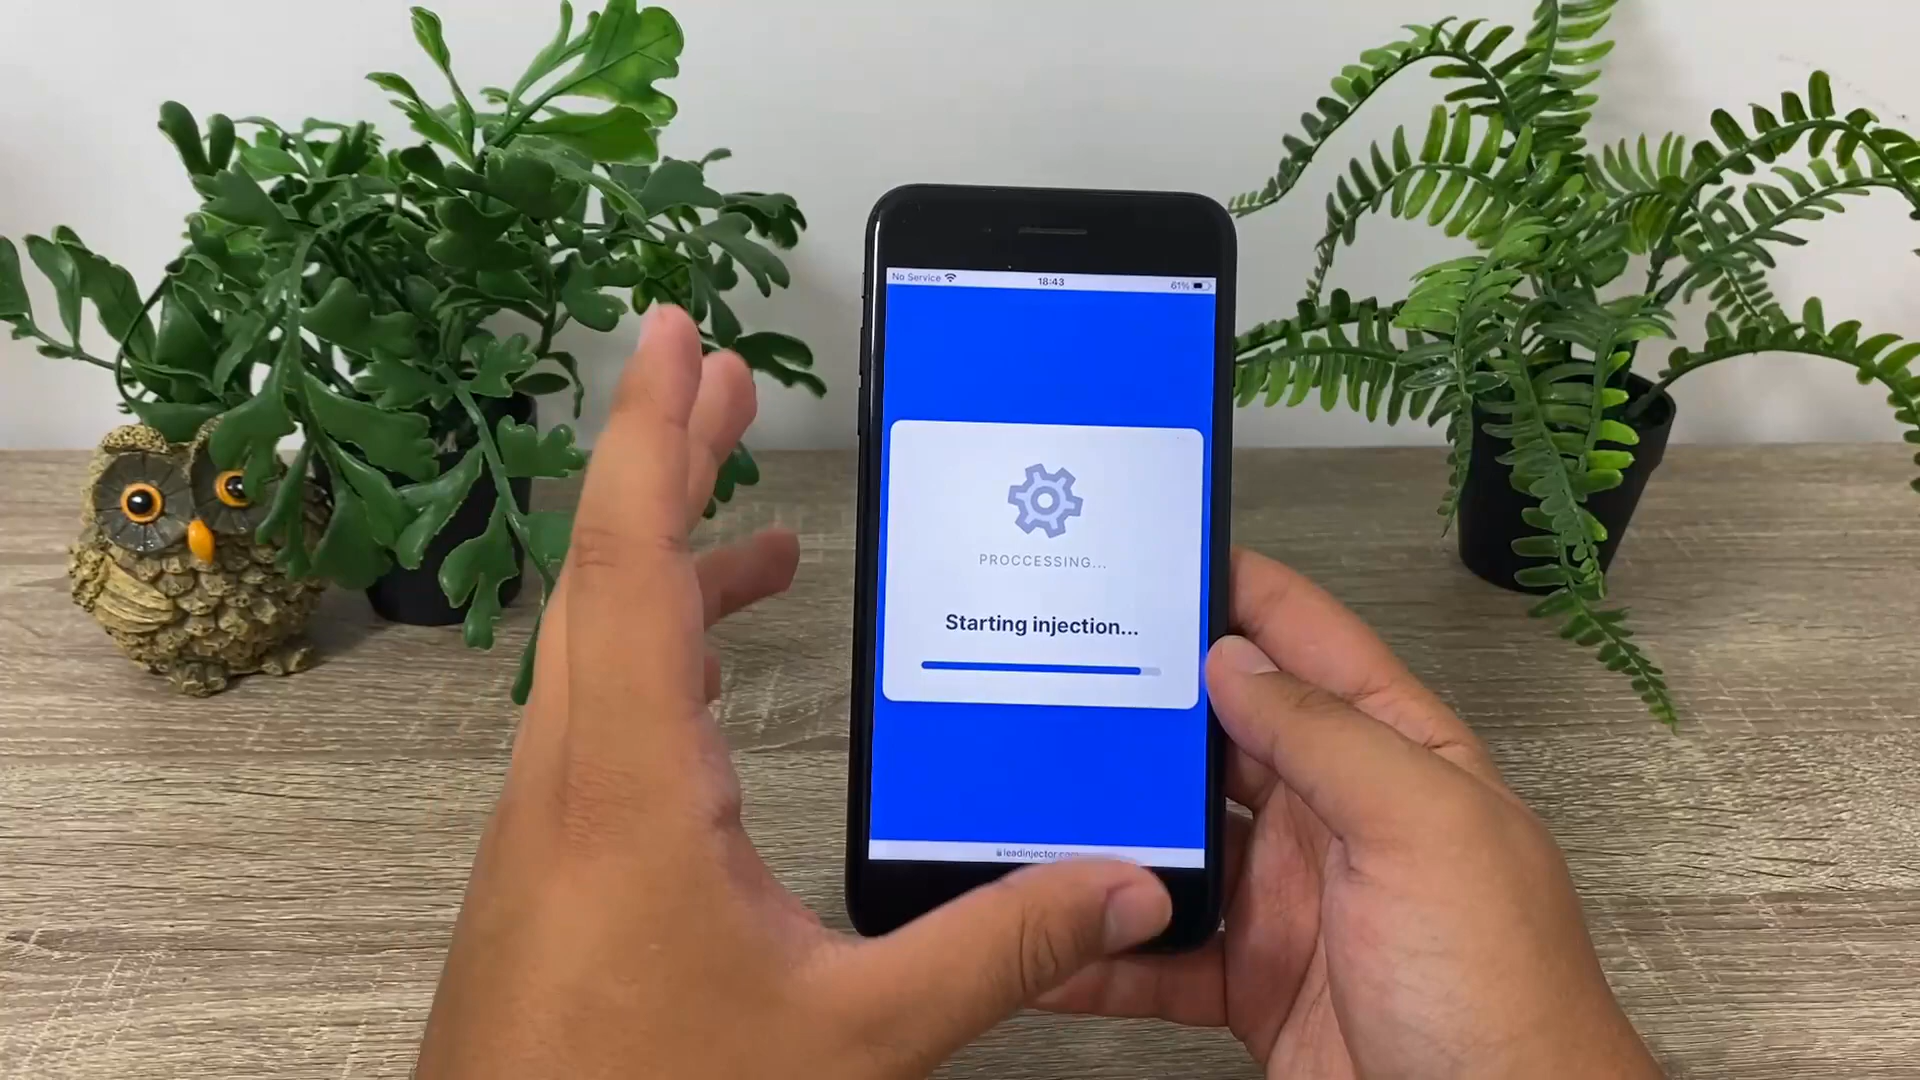 No Service 18:43 61%
PROCCESSING...
Starting injection...
leadinjector.com